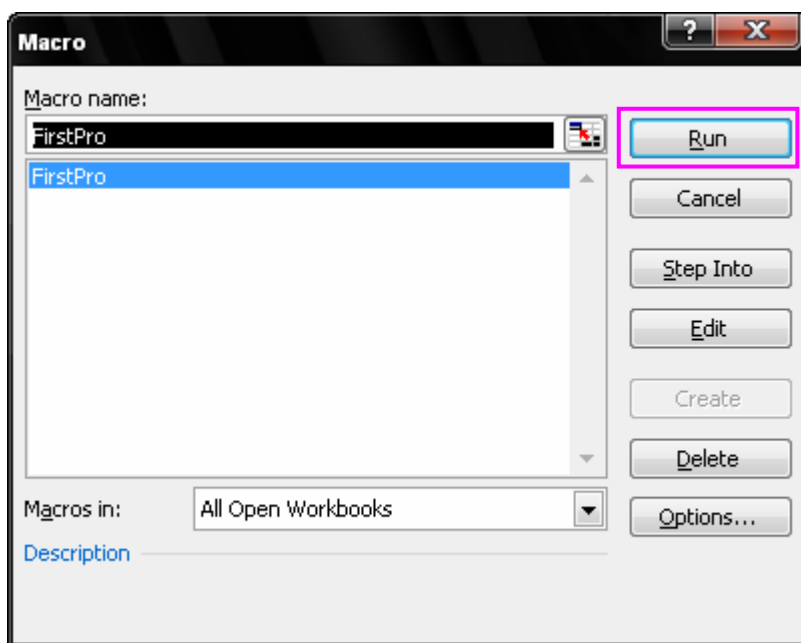 Macro
?
Macro name:
FirstPro
Run
FirstPro
Cancel
Step Into
Edit
Create
Delete
Macros in:
All Open Workbooks
Options...
Description